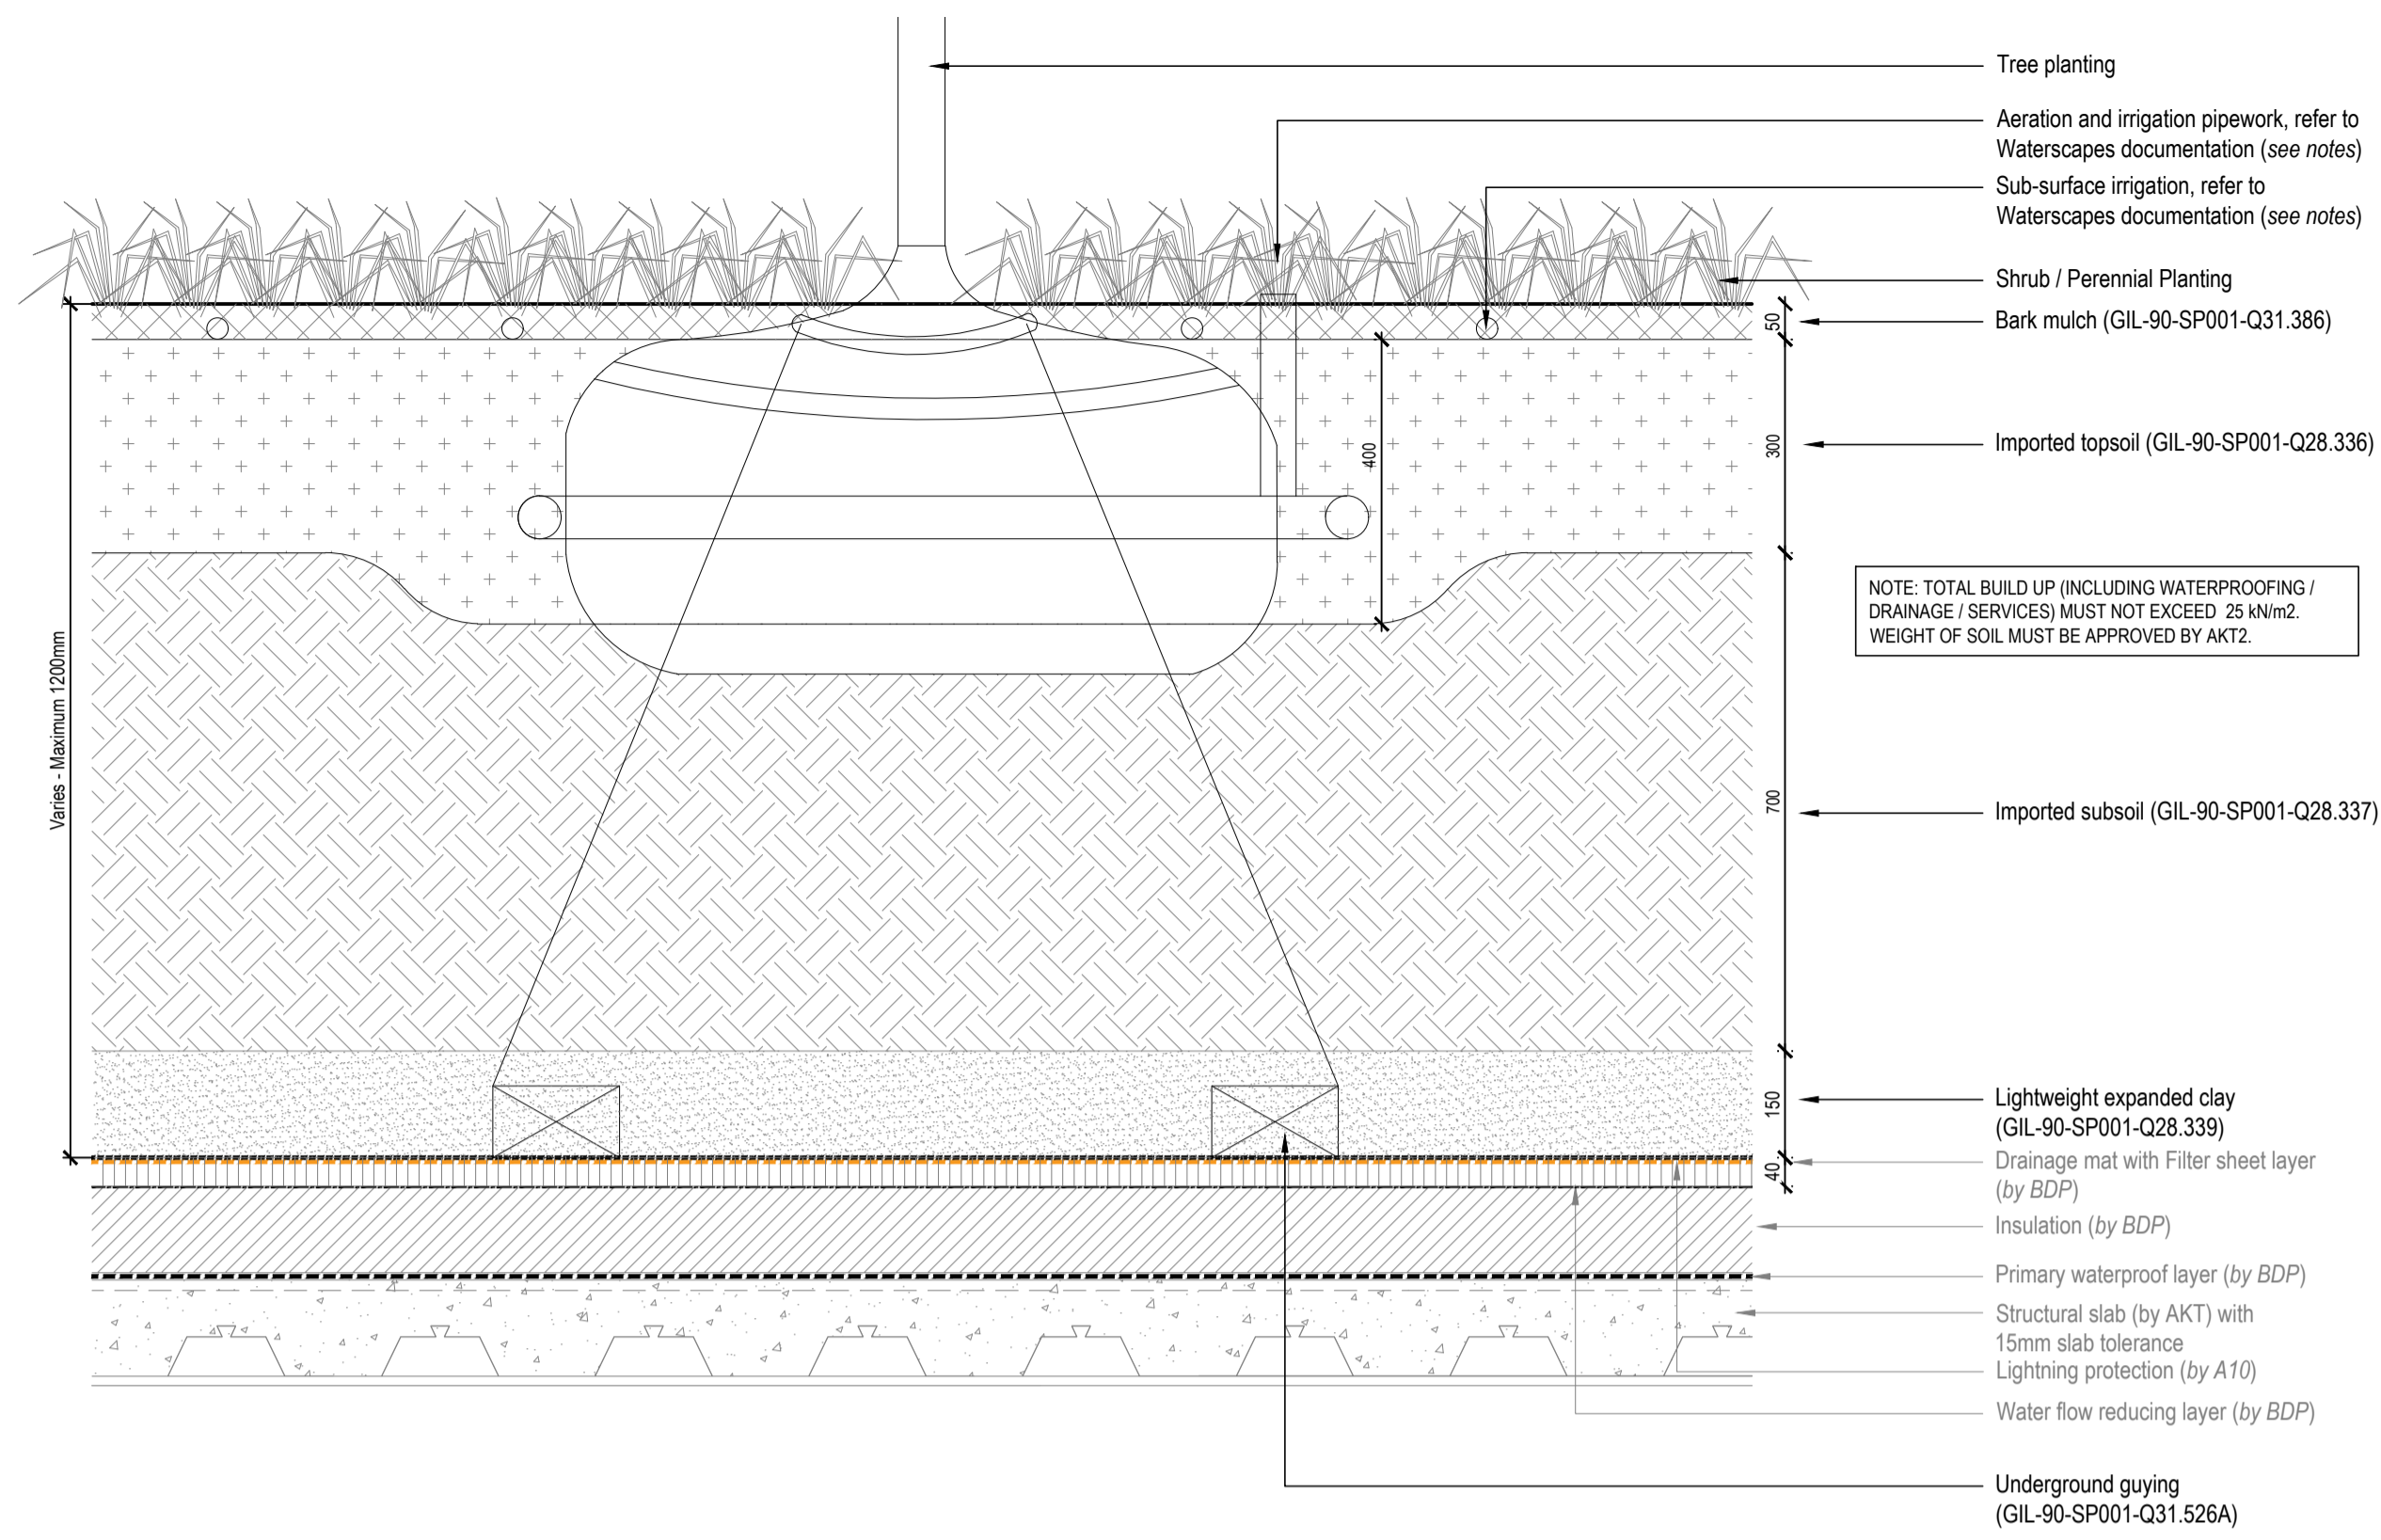 Tree planting
Aeration and irrigation pipework, refer to
Waterscapes documentation (see notes)
Sub-surface irrigation, refer to
Waterscapes documentation (see notes)
Shrub / Perennial Planting
50
Bark mulch (GIL-90-SP001-Q31.386)
300
Imported topsoil (GIL-90-SP001-Q28.336)
400
NOTE: TOTAL BUILD UP (INCLUDING WATERPROOFING /
DRAINAGE / SERVICES) MUST NOT EXCEED 25 kN/m2.
WEIGHT OF SOIL MUST BE APPROVED BY AKT2.
Varies - Maximum 1200mm
700
Imported subsoil (GIL-90-SP001-Q28.337)
150
Lightweight expanded clay
(GIL-90-SP001-Q28.339)
40
Drainage mat with Filter sheet layer
(by BDP)
Insulation (by BDP)
Primary waterproof layer (by BDP)
Structural slab (by AKT) with
15mm slab tolerance
Lightning protection (by A10)
Water flow reducing layer (by BDP)
Underground guying
(GIL-90-SP001-Q31.526A)